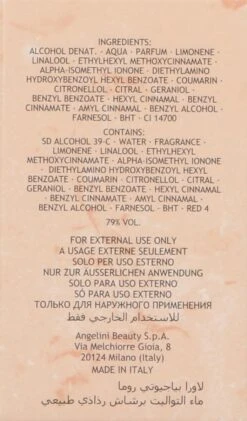 INGREDIENTS:
ALCOHOL DENAT. · AQUA · PARFUM · LIMONENE ·
LINALOOL · ETHYLHEXYL METHOXYCINNAMATE ·
ALPHA-ISOMETHYL IONONE · DIETHYLAMINO
HYDROXYBENZOYL HEXYL BENZOATE · COUMARIN ·
CITRONELLOL · CITRAL · GERANIOL ·
BENZYL BENZOATE · HEXYL CINNAMAL · BENZYL
CINNAMATE · AMYL CINNAMAL · BENZYL ALCOHOL ·
FARNESOL · BHT · CI 14700
CONTAINS:
SD ALCOHOL 39-C · WATER · FRAGRANCE ·
LIMONENE · LINALOOL · ETHYLHEXYL
METHOXYCINNAMATE · ALPHA-ISOMETHYL IONONE ·
DIETHYLAMINO HYDROXYBENZOYL HEXYL
BENZOATE · COUMARIN · CITRONELLOL · CITRAL ·
GERANIOL · BENZYL BENZOATE · HEXYL CINNAMAL ·
BENZYL CINNAMATE · AMYL CINNAMAL · BENZYL
ALCOHOL · FARNESOL · BHT · RED 4
79% VOL.
FOR EXTERNAL USE ONLY
A USAGE EXTERNE SEULEMENT
SOLO PER USO ESTERNO
NUR ZUR ÄUSSERLICHEN ANWENDUNG
SOLO PARA USO EXTERNO
SÓ PARA USO EXTERNO
ТОЛЬКО ДЛЯ НАРУЖНОГО ПРИМЕНЕНИЯ
للاستخدام الخارجي فقط
Angelini Beauty S.p.A.
Via Melchiorre Gioia, 8
20124 Milano (Italy)
MADE IN ITALY
لاورا بياجيوتي روما
ماء التواليت برشاش رذاذي طبيعي